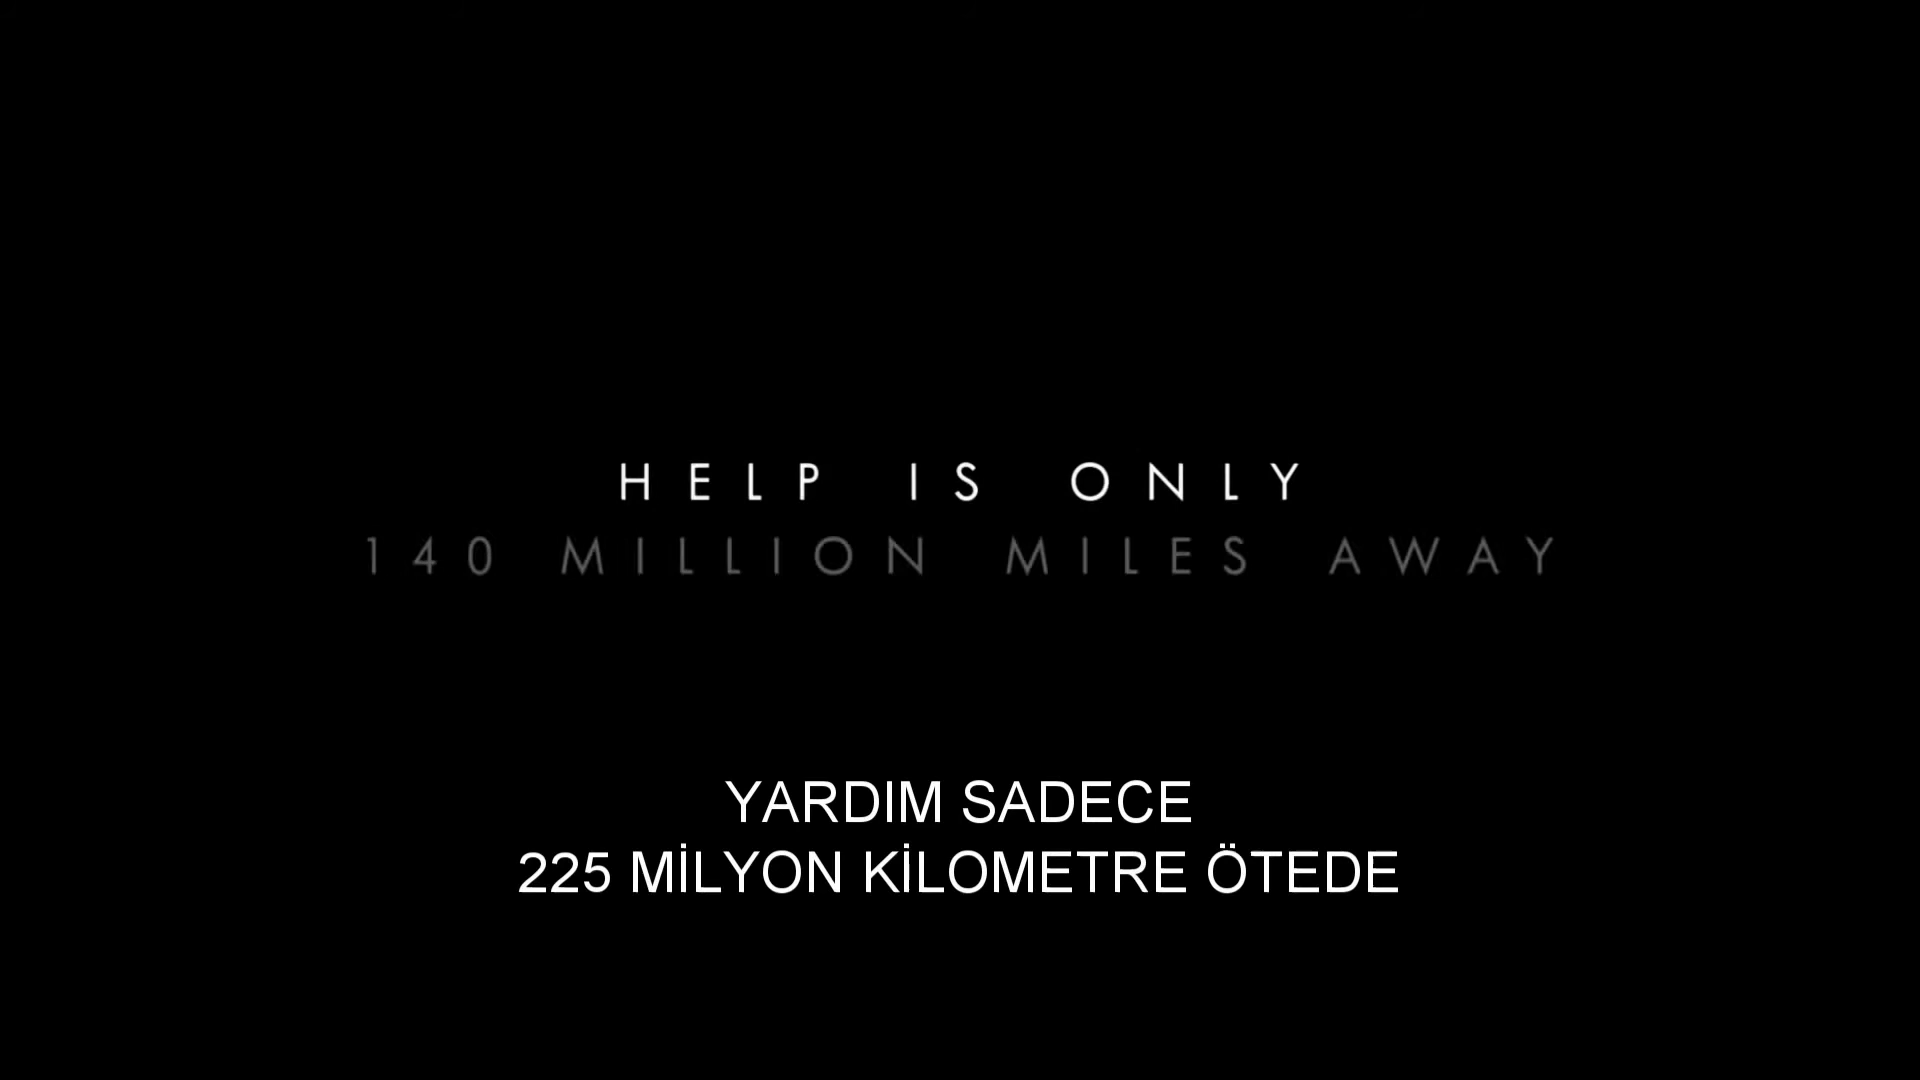 HELP IS ONLY
140 MILLION MILES AWAY
YARDIM SADECE
225 MİLYON KİLOMETRE ÖTEDE